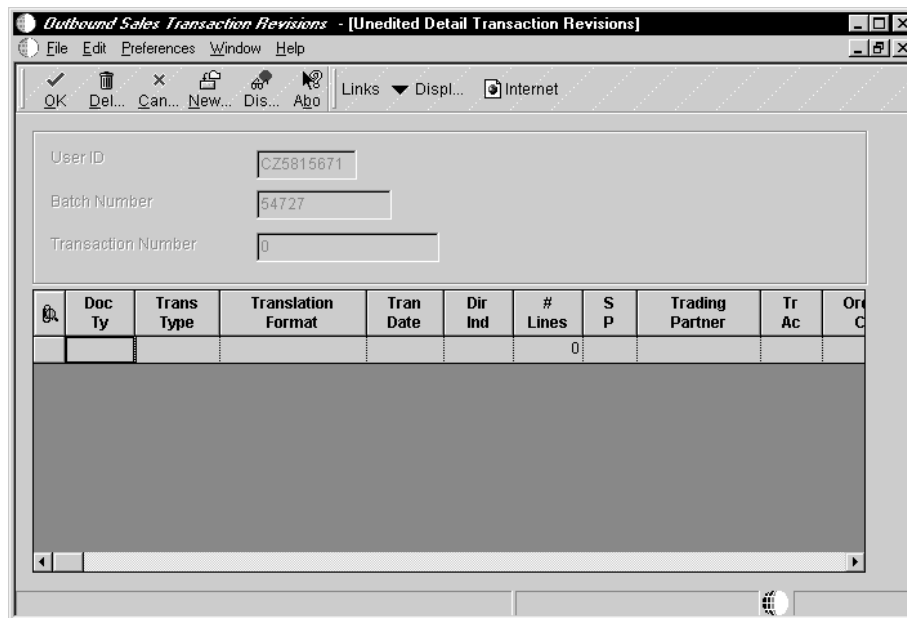 Outbound Sales Transaction Revisions - [Unedited Detail Transaction Revisions]
File Edit Preferences Window Help
OK Del... Can... New... Dis... Abo Links Displ... Internet
User ID CZ5815671
Batch Number 54727
Transaction Number 0
Doc Ty Trans Type Translation Format Tran Date Dir Ind # Lines S P Trading Partner Tr Ac Ord C
0